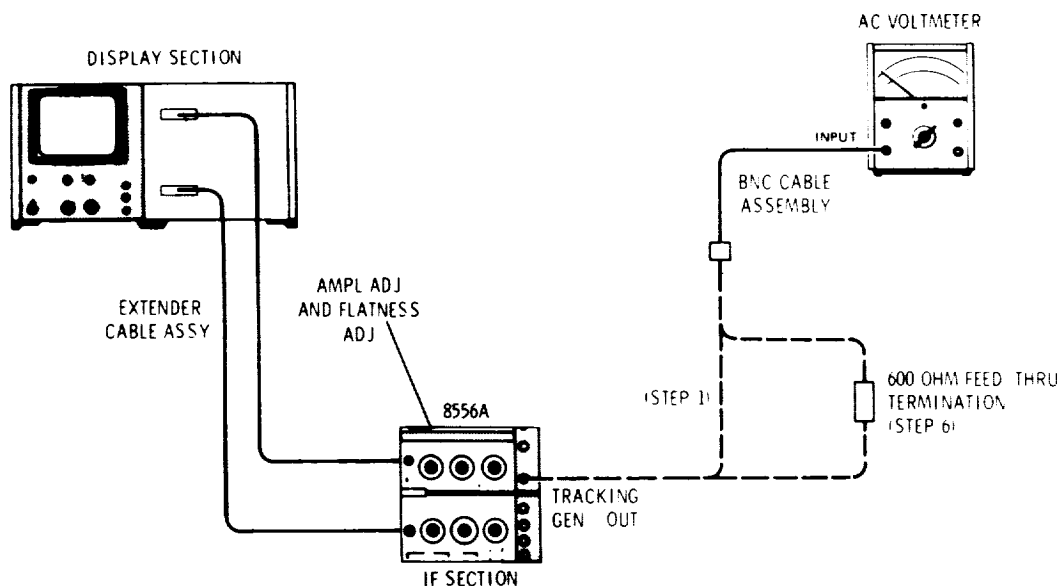 AC VOLTMETER
DISPLAY SECTION
INPUT
BNC CABLE
ASSEMBLY
AMPL ADJ
AND FLATNESS
ADJ
EXTENDER
CABLE ASSY
8556A
(STEP 1)
600 OHM FEED THRU
TERMINATION
(STEP 6)
TRACKING
GEN OUT
IF SECTION